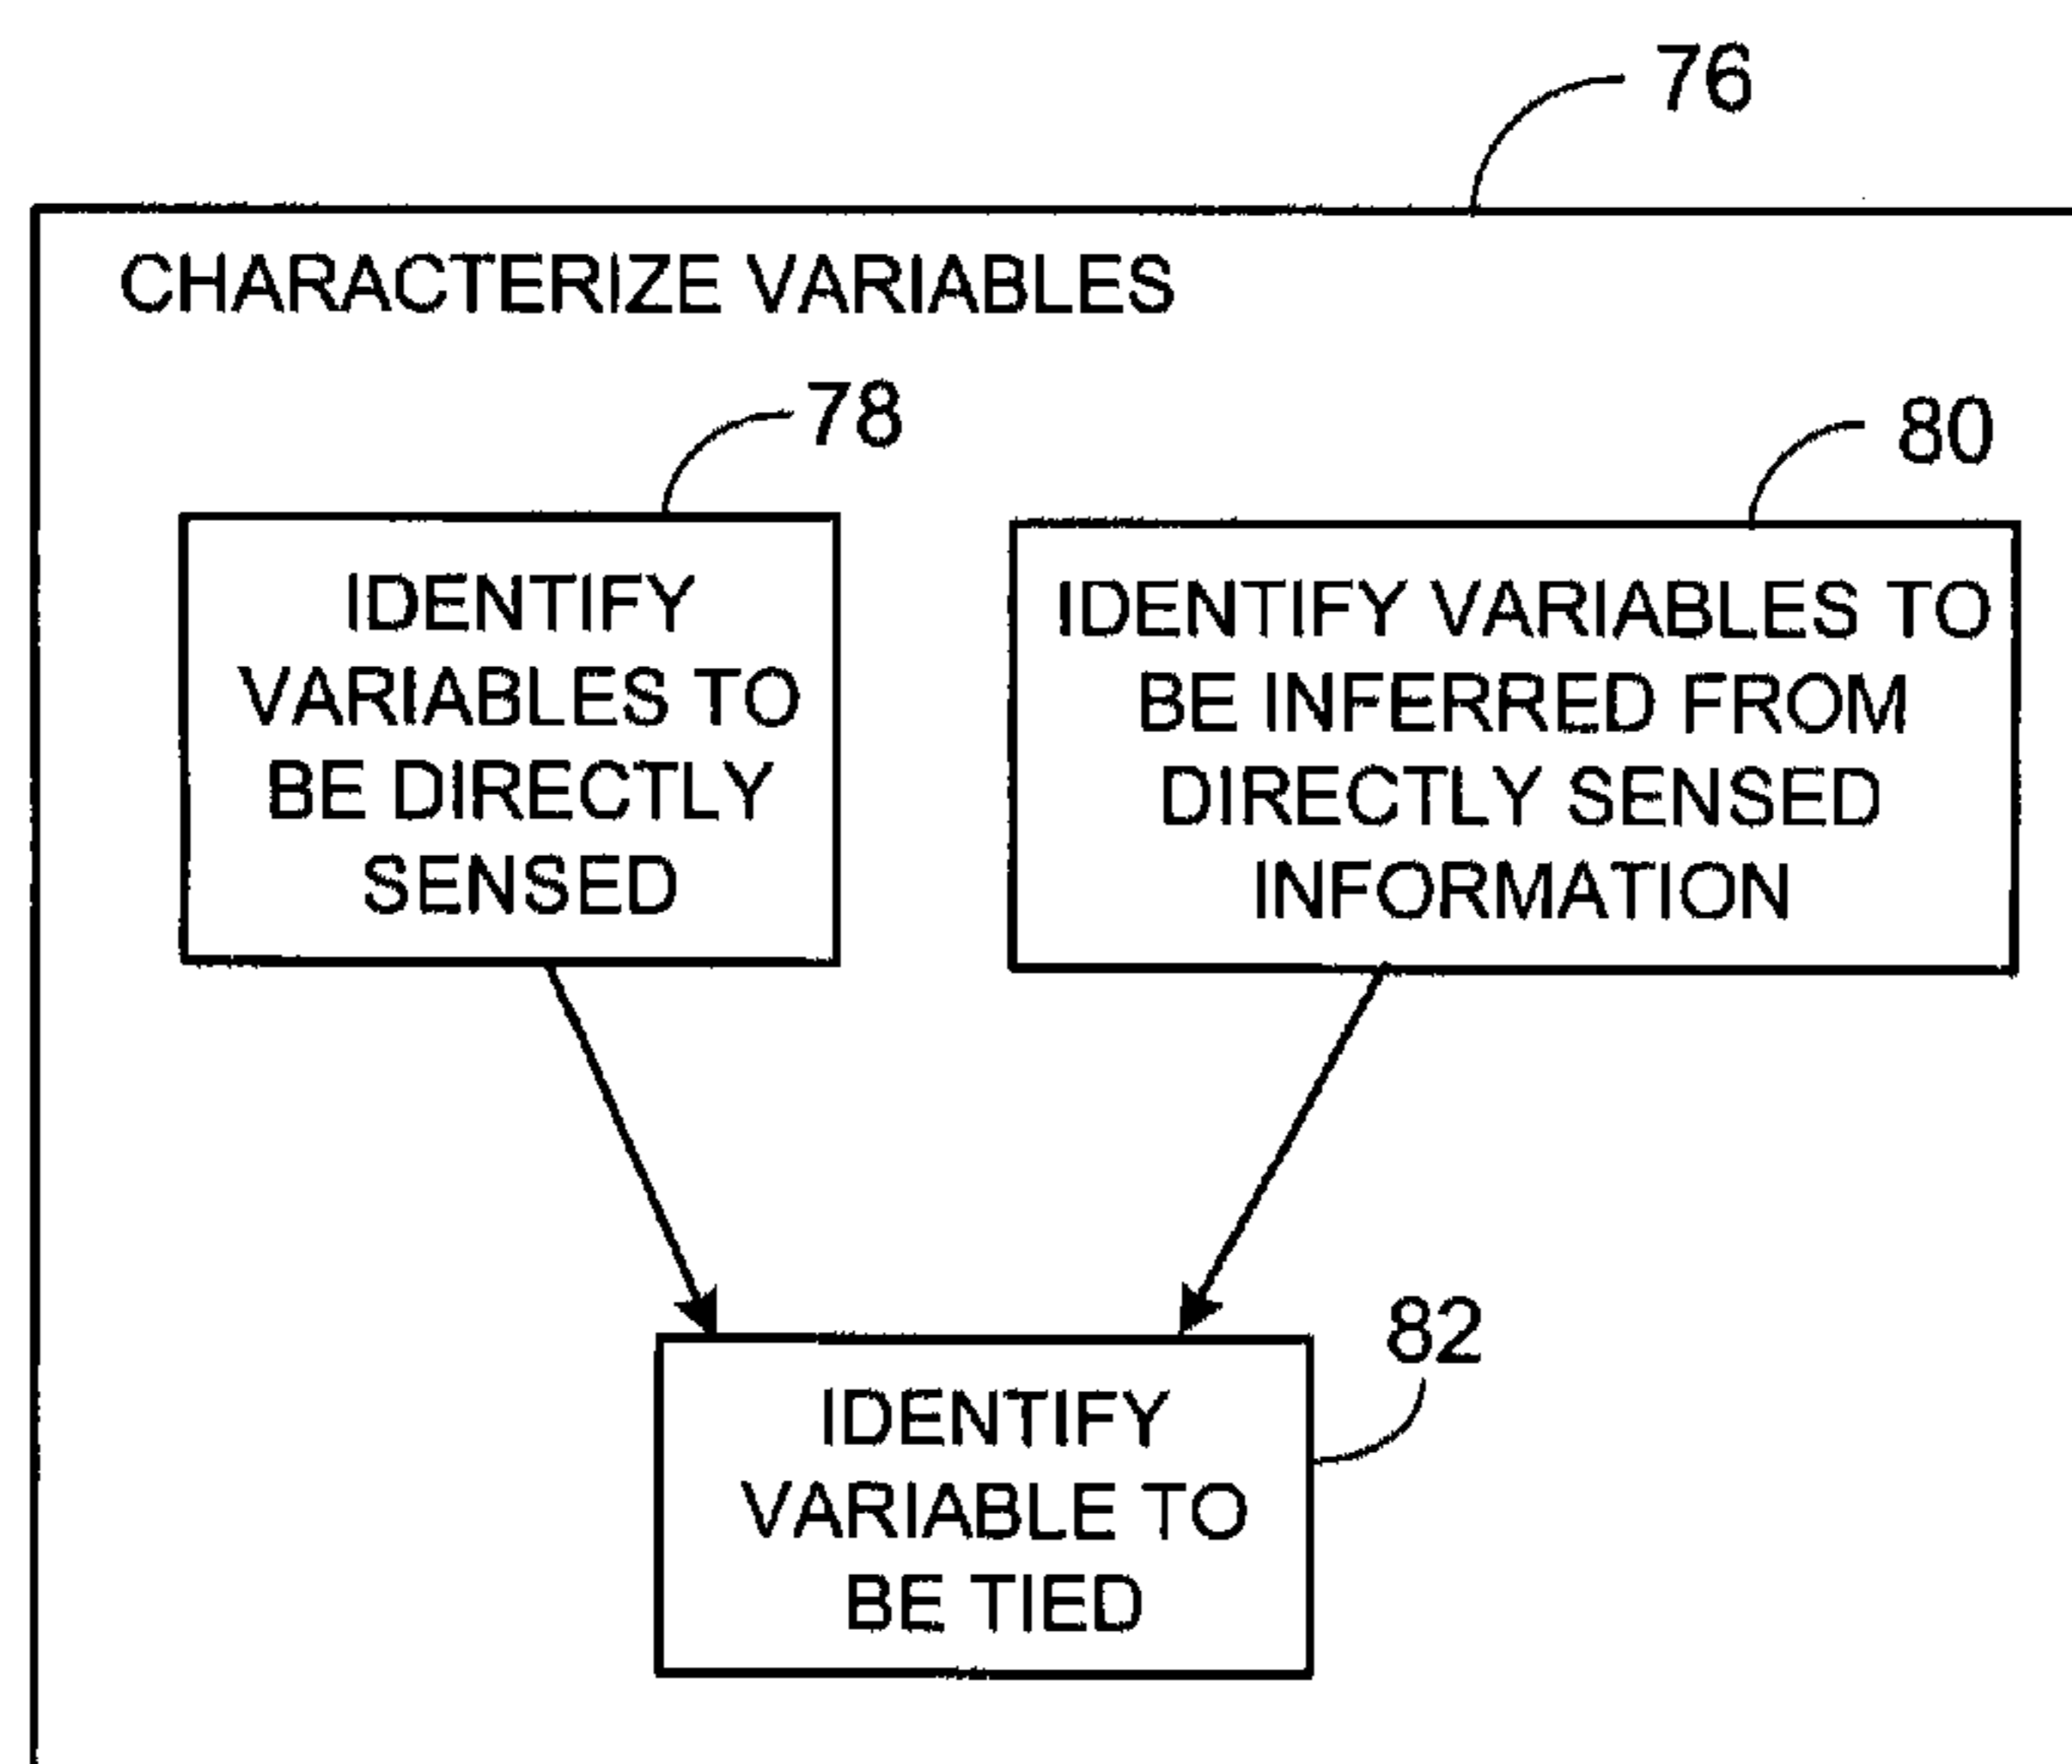 76
CHARACTERIZE VARIABLES
78
80
IDENTIFY
VARIABLES TO
BE DIRECTLY
SENSED
IDENTIFY VARIABLES TO
BE INFERRED FROM
DIRECTLY SENSED
INFORMATION
82
IDENTIFY
VARIABLE TO
BE TIED